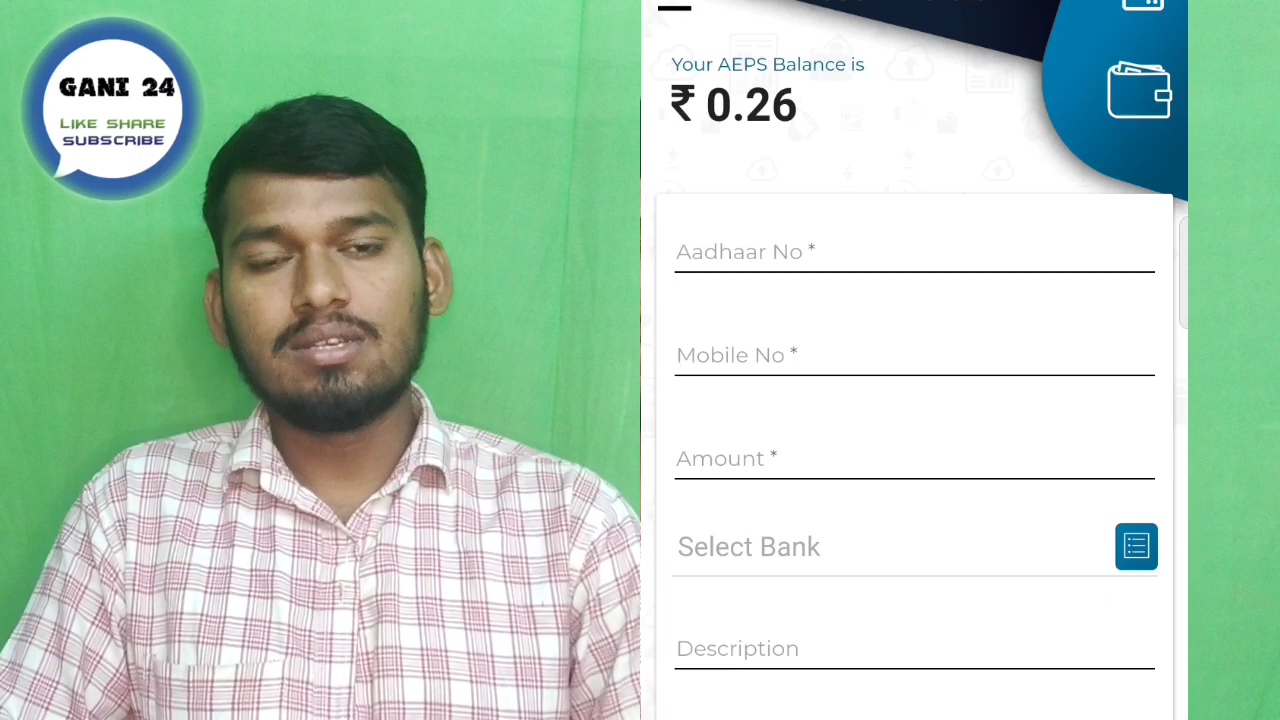 GANI 24
LIKE SHARE
SUBSCRIBE
Your AEPS Balance is
₹ 0.26
Aadhaar No *
Mobile No *
Amount *
Select Bank
Description